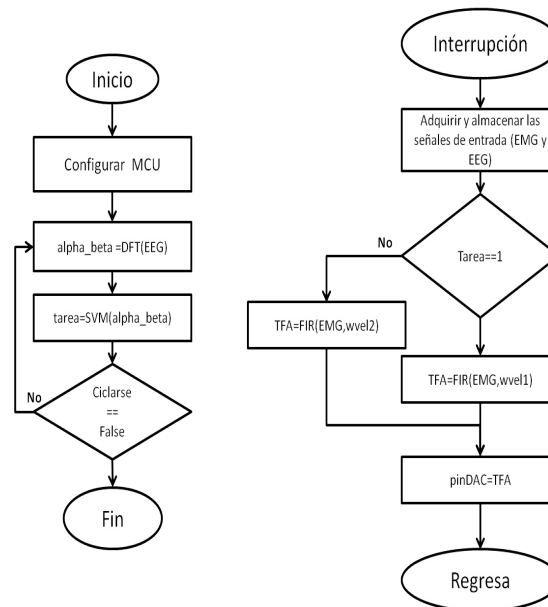 Inicio
Configurar MCU
alpha_beta =DFT(EEG)
tarea=SVM(alpha_beta)
No
Ciclarse
==
False
Fin
Interrupción
Adquirir y almacenar las
señales de entrada (EMG y
EEG)
No
Tarea==1
TFA=FIR(EMG,wvel2)
TFA=FIR(EMG,wvel1)
pinDAC=TFA
Regresa